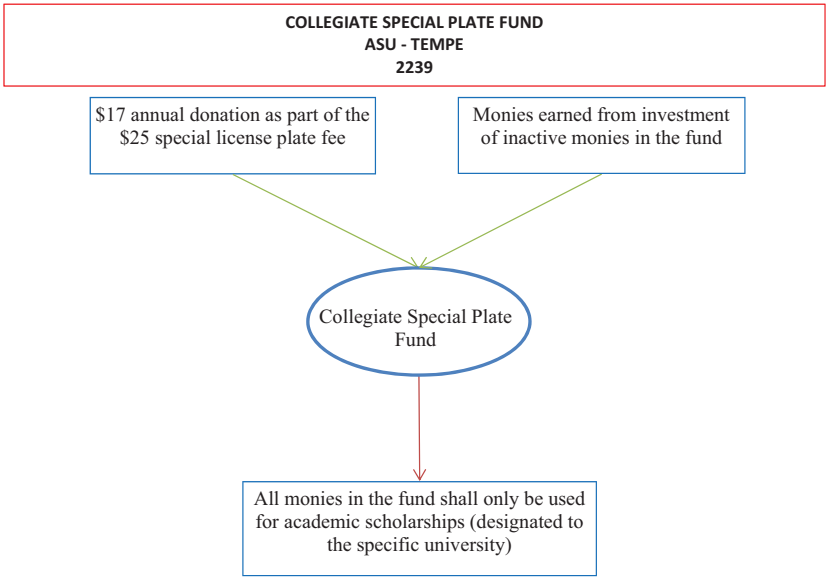 COLLEGIATE SPECIAL PLATE FUND
ASU - TEMPE
2239
$17 annual donation as part of the
$25 special license plate fee
Monies earned from investment
of inactive monies in the fund
Collegiate Special Plate
Fund
All monies in the fund shall only be used
for academic scholarships (designated to
the specific university)